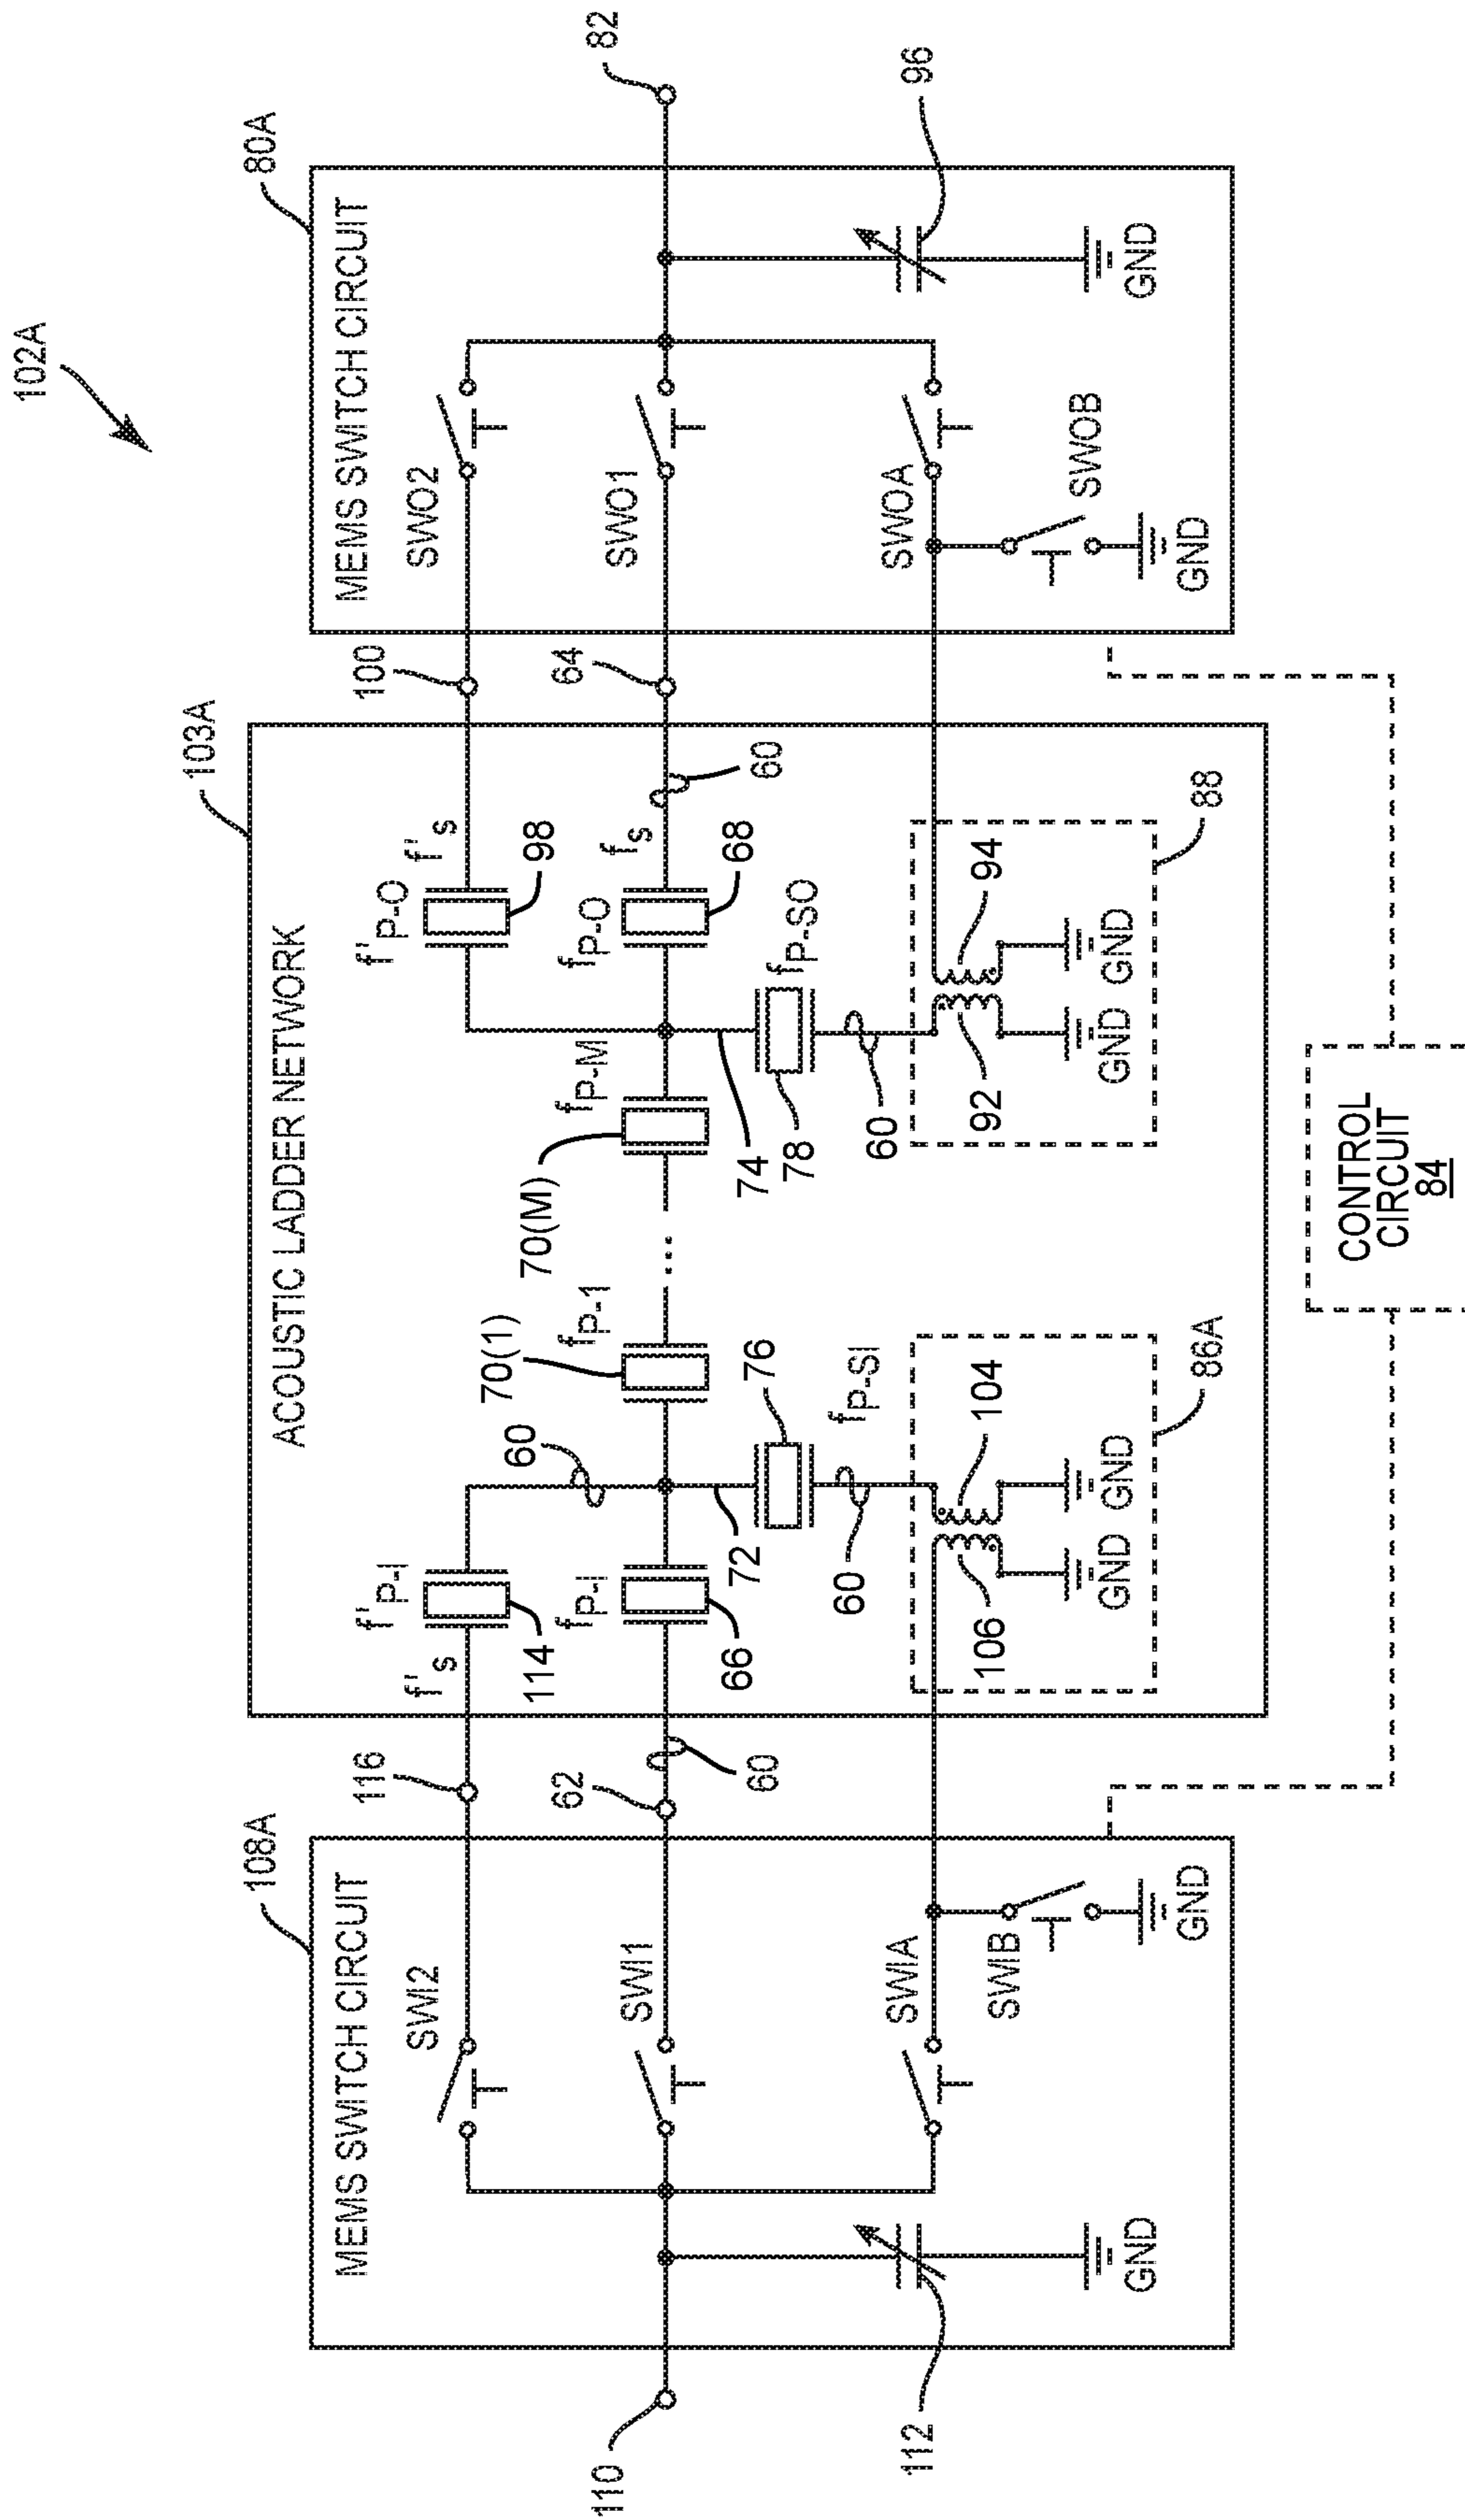 102A
108A
103A
80A
MEMS SWITCH CIRCUIT
ACOUSTIC LADDER NETWORK
MEMS SWITCH CIRCUIT
SWI2
116
f's
f'P-I
114
60
f'P-O
f's
98
100
SWO2
110
SWI1
62
60
fP-I
66
70(1)
fP-1
...
70(M)
fP-M
fP-O
fs
68
60
64
SWO1
82
72
76
fP-SI
60
74
78
fP-SO
60
SWIA
SWIB
GND
112
GND
106
104
GND
GND
86A
92
94
GND
GND
88
SWOA
SWOB
GND
96
GND
CONTROL
CIRCUIT
84